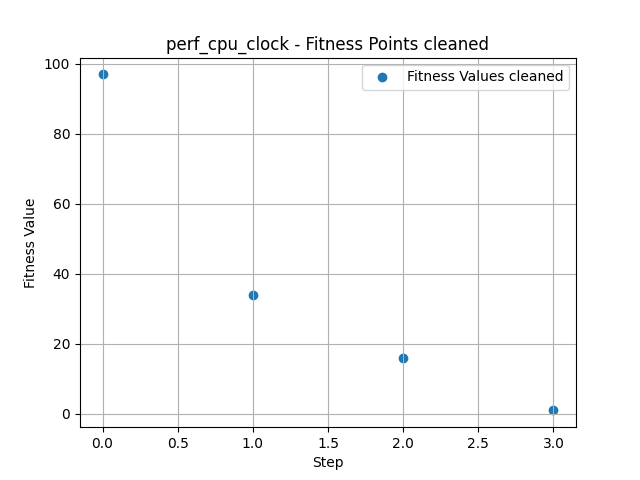 perf_cpu_clock - Fitness Points cleaned
Fitness Values cleaned
Fitness Value
100
80
60
40
20
0
0.0 0.5 1.0 1.5 2.0 2.5 3.0
Step